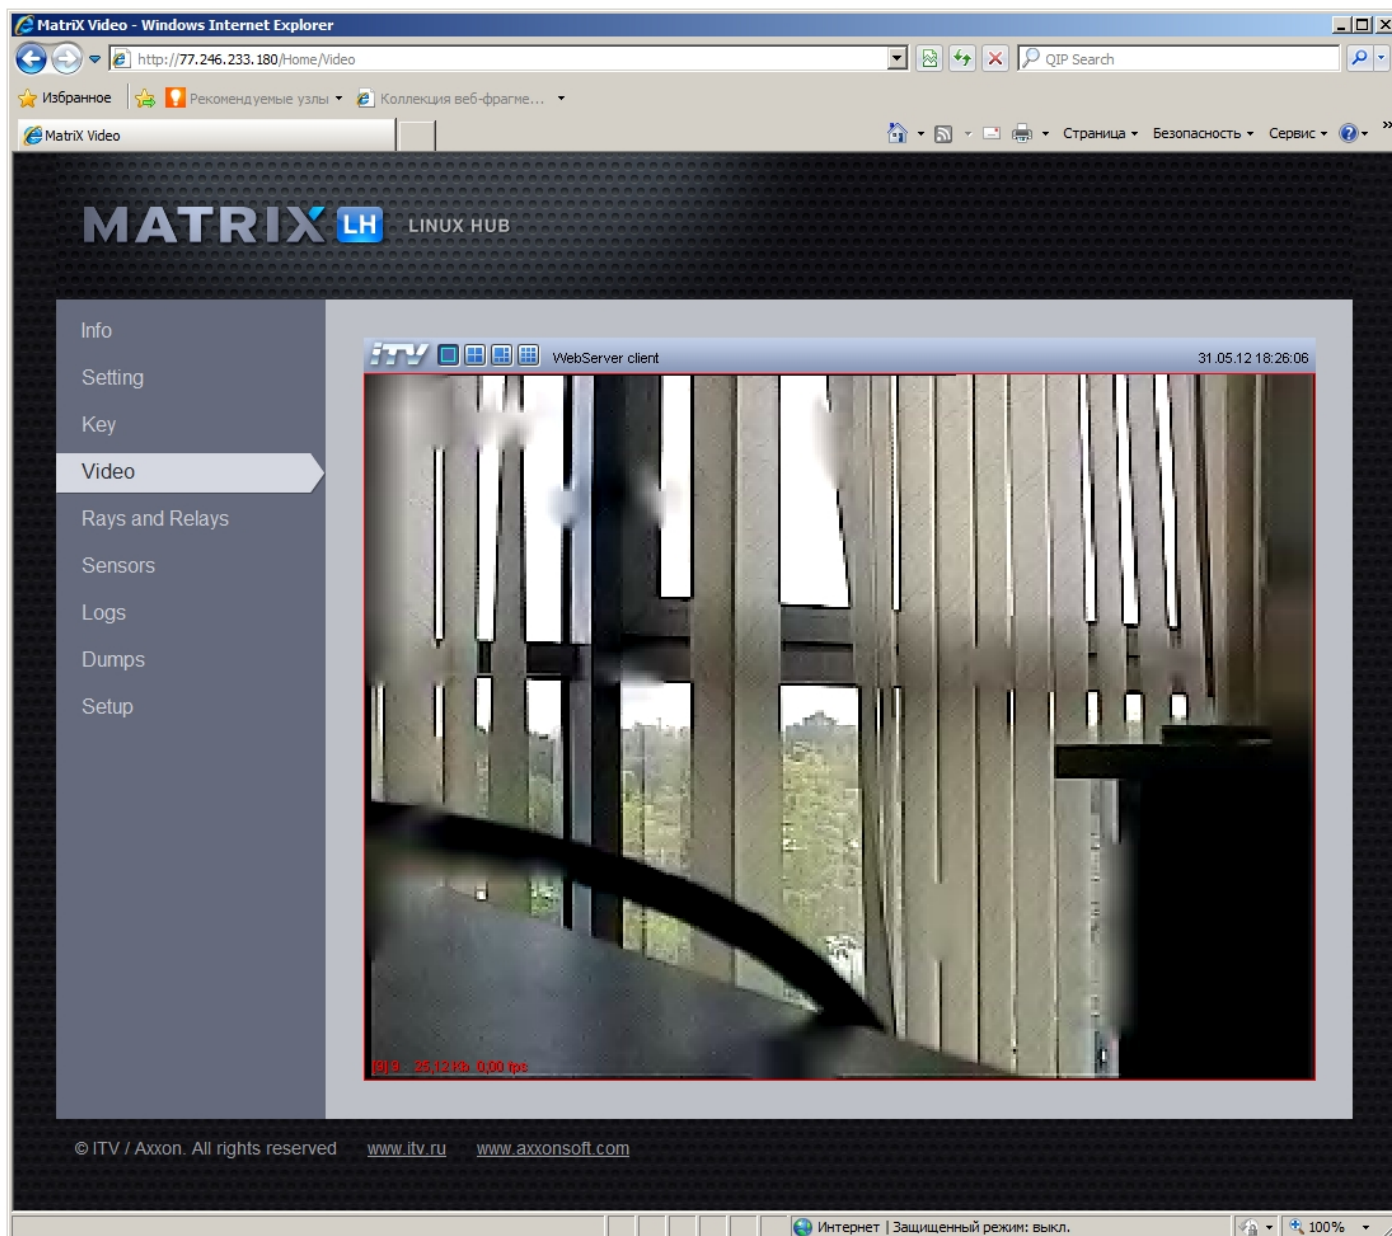 MatriX Video - Windows Internet Explorer
http://77.246.233.180/Home/Video
QIP Search
Избранное
Рекомендуемые узлы
Коллекция веб-фрагме...
MatriX Video
Страница
Безопасность
Сервис
»
MATRIX LH LINUX HUB
Info
Setting
Key
Video
Rays and Relays
Sensors
Logs
Dumps
Setup
iTV
WebServer client
31.05.12 18:26:06
25,12 Kb 0,00 fps
© ITV / Axxon. All rights reserved www.itv.ru www.axxonsoft.com
Интернет | Защищенный режим: выкл.
100%